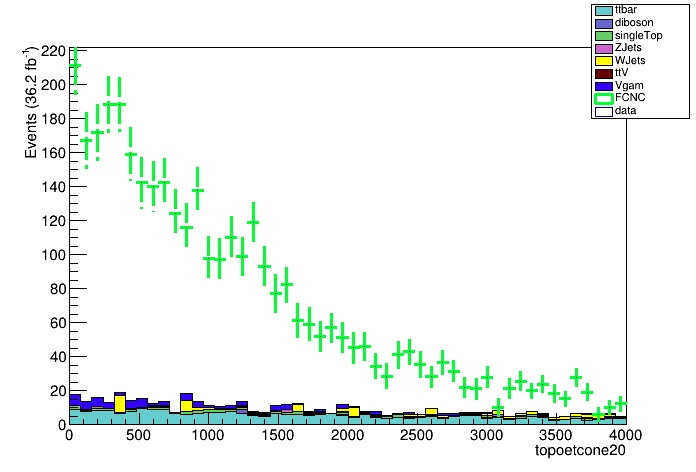 ttbar
diboson
singleTop
ZJets
WJets
ttV
Vgam
FCNC
data
Events (36.2 fb⁻¹)
220
200
180
160
140
120
100
80
60
40
20
0
0 500 1000 1500 2000 2500 3000 3500 4000
topoetcone20